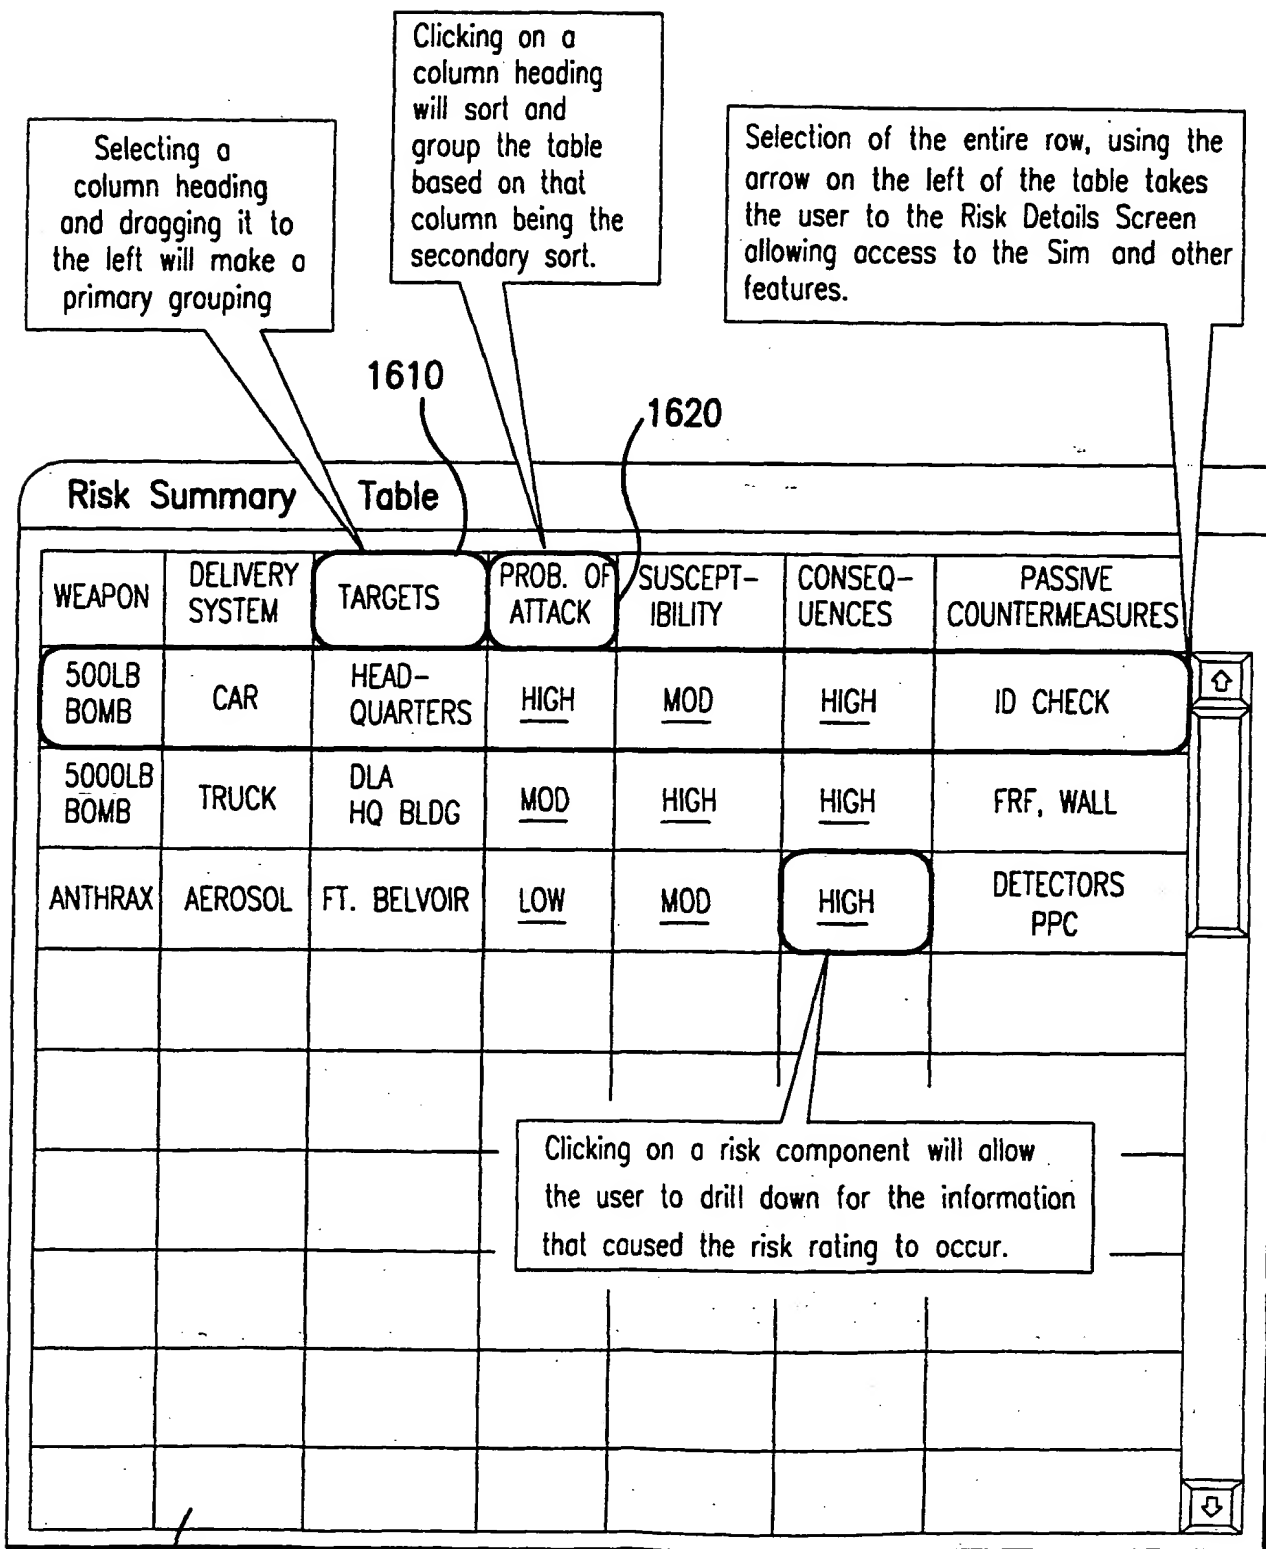 Clicking on a
column heading
will sort and
group the table
based on that
column being the
secondary sort.
Selecting a
column heading
and dragging it to
the left will make a
primary grouping
Selection of the entire row, using the
arrow on the left of the table takes
the user to the Risk Details Screen
allowing access to the Sim and other
features.
1610
1620
Risk Summary Table
WEAPON
DELIVERY
SYSTEM
TARGETS
PROB. OF
ATTACK
SUSCEPT-
IBILITY
CONSEQ-
UENCES
PASSIVE
COUNTERMEASURES
500LB
BOMB
CAR
HEAD-
QUARTERS
HIGH
MOD
HIGH
ID CHECK
5000LB
BOMB
TRUCK
DLA
HQ BLDG
MOD
HIGH
HIGH
FRF, WALL
ANTHRAX
AEROSOL
FT. BELVOIR
LOW
MOD
HIGH
DETECTORS
PPC
Clicking on a risk component will allow
the user to drill down for the information
that caused the risk rating to occur.